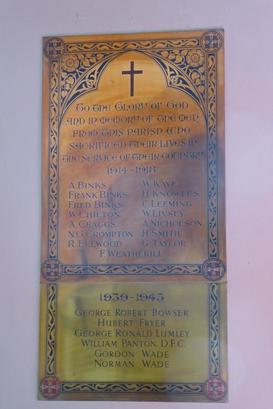 To the Glory of God
and in memory of the men
from this parish who
sacrificed their lives in
the service of their country
1914-1918
A Binks W. Kaye
Frank Binks H. Knowles
Fred Binks C Leeming
W Chilton W. Livsey
A Craggs A Nicholson
N G Crompton H. Smith
R Ellwood G Taylor
F Weatherill
1939-1945
George Robert Bowser
Hubert Fryer
George Ronald Lumley
William Panton D.F.C.
Gordon Wade
Norman Wade